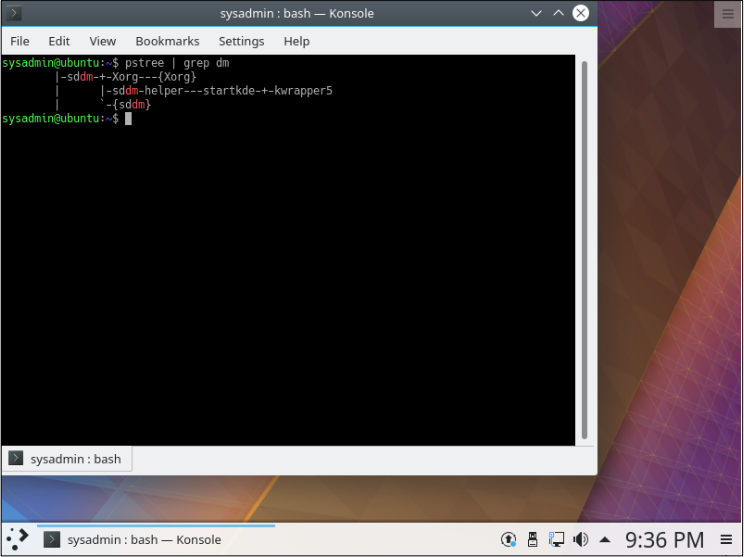 sysadmin : bash — Konsole
File Edit View Bookmarks Settings Help
sysadmin@ubuntu:~$ pstree | grep dm
        |-sddm-+-Xorg---{Xorg}
        |      |-sddm-helper---startkde-+-kwrapper5
        |      `-{sddm}
sysadmin@ubuntu:~$
sysadmin : bash
sysadmin : bash — Konsole 9:36 PM